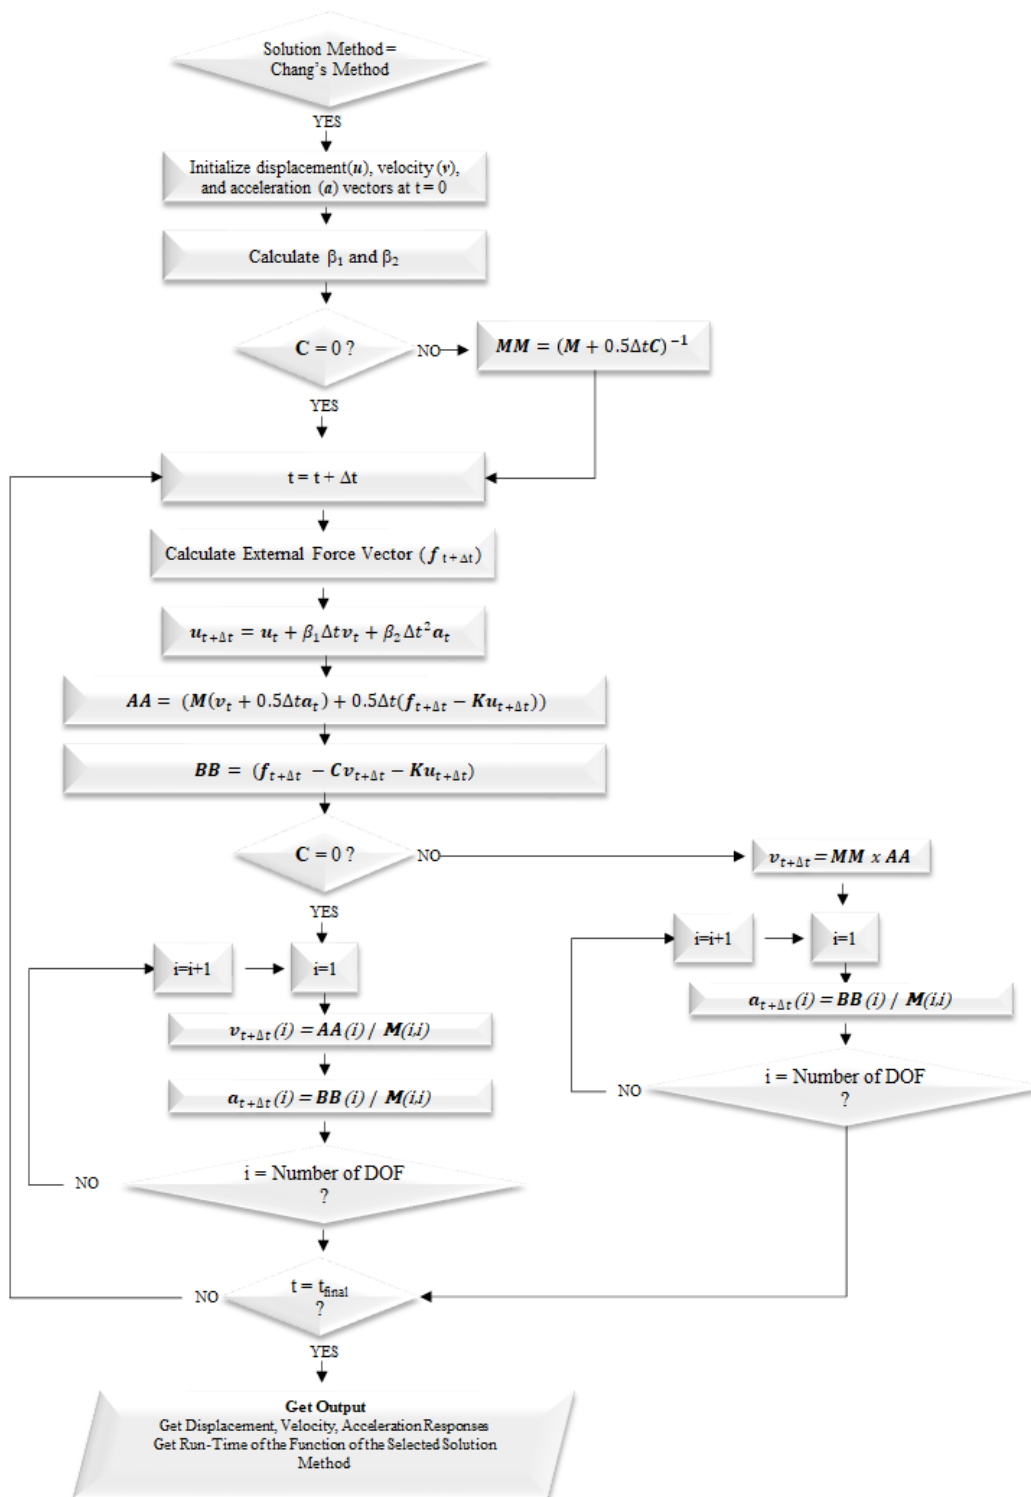 Solution Method =
Chang's Method
YES
Initialize displacement(u), velocity (v),
and acceleration (a) vectors at t = 0
Calculate β₁ and β₂
C = 0 ?
NO
MM = (M + 0.5ΔtC)⁻¹
YES
t = t + Δt
Calculate External Force Vector (f t+Δt)
u t+Δt = u t + β₁Δtv t + β₂Δt²a t
AA = (M(v t + 0.5Δta t) + 0.5Δt(f t+Δt − Ku t+Δt))
BB = (f t+Δt − Cv t+Δt − Ku t+Δt)
C = 0 ?
NO
v t+Δt = MM x AA
YES
i=i+1
i=1
i=i+1
i=1
a t+Δt (i) = BB (i) / M(i,i)
v t+Δt (i) = AA (i) / M(i,i)
i = Number of DOF
?
NO
a t+Δt (i) = BB (i) / M(i,i)
i = Number of DOF
?
NO
t = t final
?
NO
YES
Get Output
Get Displacement, Velocity, Acceleration Responses
Get Run-Time of the Function of the Selected Solution
Method